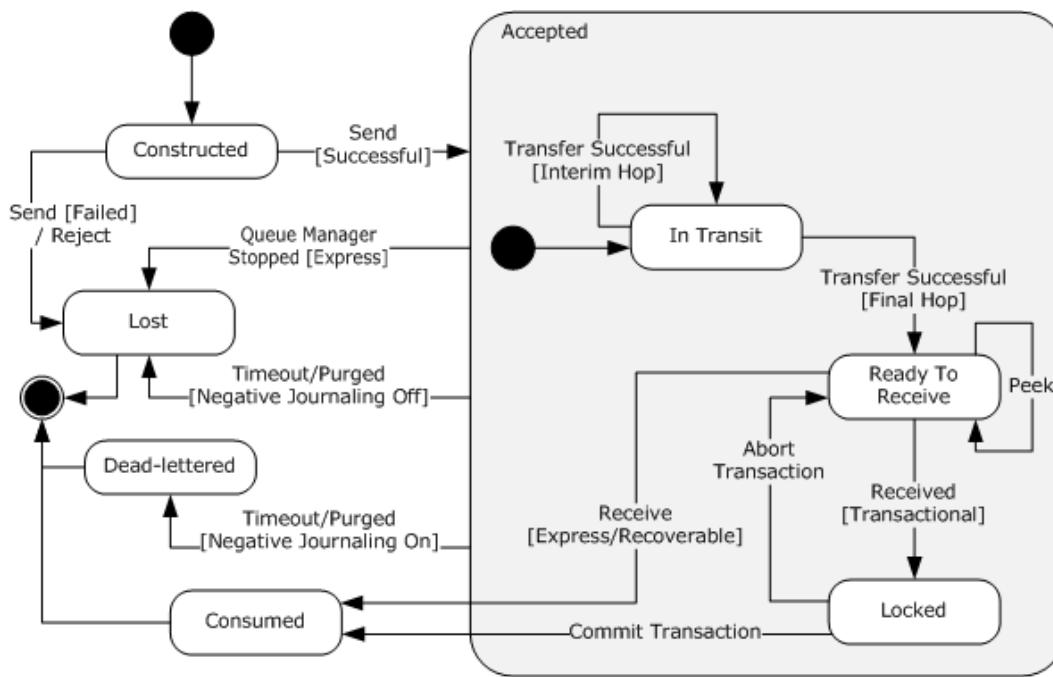 Accepted
Constructed
Send
[Successful]
Transfer Successful
[Interim Hop]
Send [Failed]
/ Reject
Queue Manager
Stopped [Express]
In Transit
Transfer Successful
[Final Hop]
Lost
Timeout/Purged
[Negative Journaling Off]
Ready To
Receive
Peek
Dead-lettered
Abort
Transaction
Timeout/Purged
[Negative Journaling On]
Receive
[Express/Recoverable]
Received
[Transactional]
Consumed
Locked
Commit Transaction